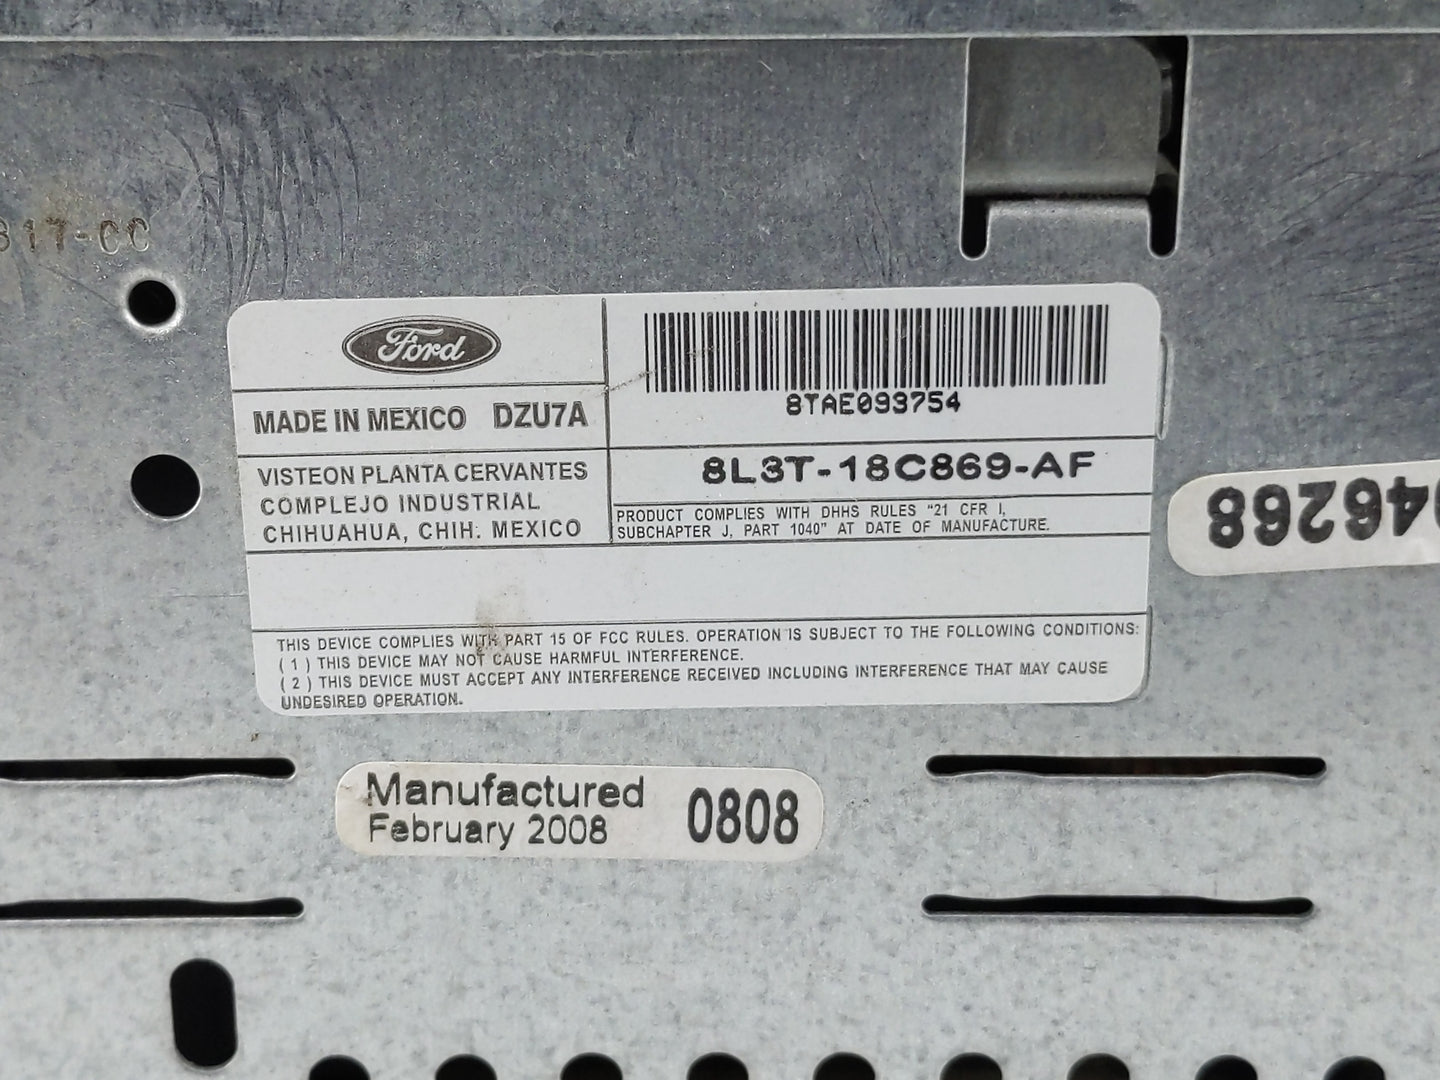 317-CC
Ford
MADE IN MEXICO DZU7A
8TAE093754
VISTEON PLANTA CERVANTES
COMPLEJO INDUSTRIAL
CHIHUAHUA, CHIH. MEXICO
8L3T-18C869-AF
PRODUCT COMPLIES WITH DHHS RULES "21 CFR I,
SUBCHAPTER J, PART 1040" AT DATE OF MANUFACTURE.
46268
THIS DEVICE COMPLIES WITH PART 15 OF FCC RULES. OPERATION IS SUBJECT TO THE FOLLOWING CONDITIONS:
( 1 ) THIS DEVICE MAY NOT CAUSE HARMFUL INTERFERENCE.
( 2 ) THIS DEVICE MUST ACCEPT ANY INTERFERENCE RECEIVED INCLUDING INTERFERENCE THAT MAY CAUSE
UNDESIRED OPERATION.
Manufactured
February 2008 0808